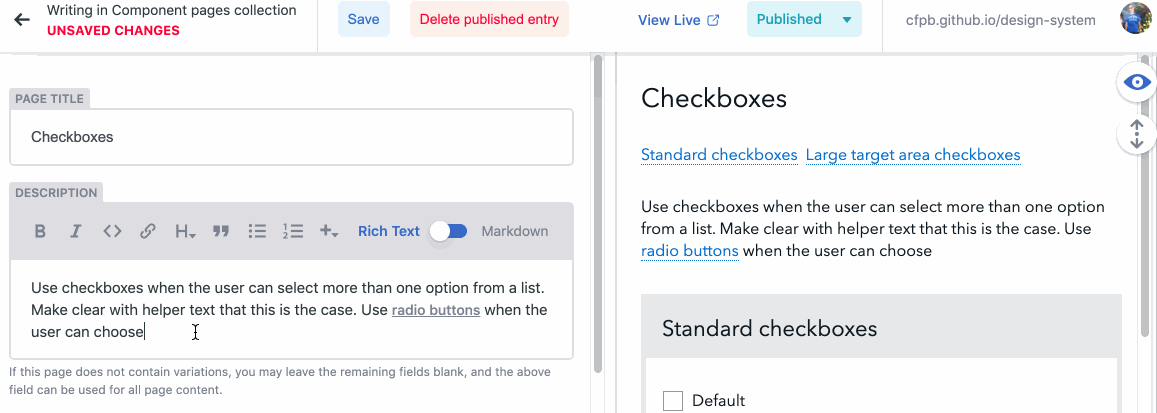 Writing in Component pages collection
UNSAVED CHANGES
Save
Delete published entry
View Live
Published
cfpb.github.io/design-system
PAGE TITLE
Checkboxes
DESCRIPTION
B I <> H
Rich Text
Markdown
Use checkboxes when the user can select more than one option from a list.
Make clear with helper text that this is the case. Use radio buttons when the
user can choose
If this page does not contain variations, you may leave the remaining fields blank, and the above
field can be used for all page content.
Checkboxes
Standard checkboxes Large target area checkboxes
Use checkboxes when the user can select more than one option
from a list. Make clear with helper text that this is the case. Use
radio buttons when the user can choose
Standard checkboxes
Default